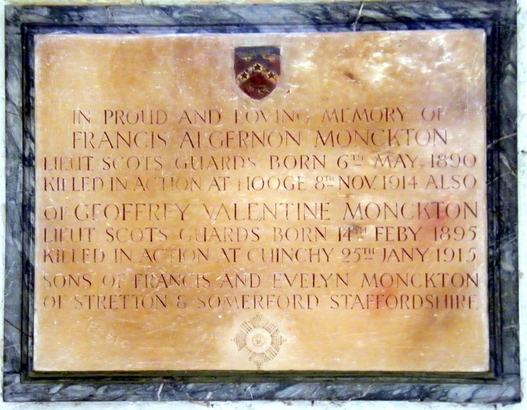 IN PROUD AND LOVING MEMORY OF
FRANCIS ALGERNON MONCKTON
LIEUT SCOTS GUARDS BORN 6TH MAY 1890
KILLED IN ACTION AT HOOGE 8TH NOV. 1914 ALSO
OF GEOFFREY VALENTINE MONCKTON
LIEUT SCOTS GUARDS BORN 14TH FEBY 1895
KILLED IN ACTION AT CUINCHY 25TH JANY 1915
SONS OF FRANCIS AND EVELYN MONCKTON
OF STRETTON & SOMERFORD STAFFORDSHIRE